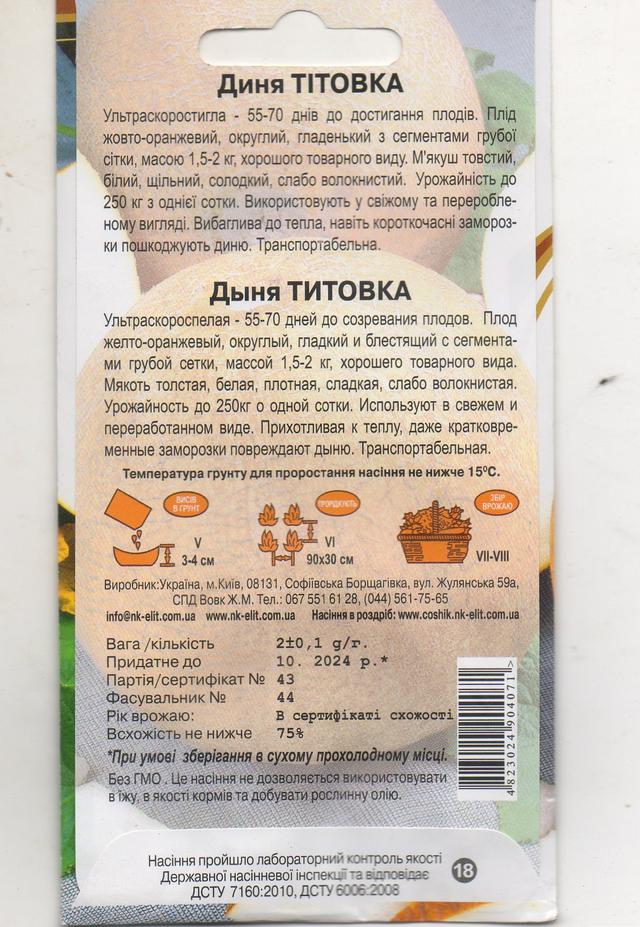 Диня ТІТОВКА
Ультраскоростигла - 55-70 днів до достигання плодів. Плід
жовто-оранжевий, округлий, гладенький з сегментами грубої
сітки, масою 1,5-2 кг, хорошого товарного виду. М'якуш товстий,
білий, щільний, солодкий, слабо волокнистий. Урожайність до
250 кг з однієї сотки. Використовують у свіжому та переробле-
ному вигляді. Вибаглива до тепла, навіть короткочасні замороз-
ки пошкоджують диню. Транспортабельна.
Дыня ТИТОВКА
Ультраскороспелая - 55-70 дней до созревания плодов. Плод
желто-оранжевый, округлый, гладкий и блестящий с сегмента-
ми грубой сетки, массой 1,5-2 кг, хорошего товарного вида.
Мякоть толстая, белая, плотная, сладкая, слабо волокнистая.
Урожайность до 250кг о одной сотки. Используют в свежем и
переработанном виде. Прихотливая к теплу, даже кратковре-
менные заморозки повреждают дыню. Транспортабельная.
Температура грунту для проростання насіння не нижче 15ºС.
ВИСІВ
В ҐРУНТ
V
3-4 см
ПРОРІДЖУЮТЬ
VI
90х30 см
ЗБІР
ВРОЖАЮ
VII-VIII
Виробник:Україна, м.Київ, 08131, Софіївська Борщагівка, вул. Жулянська 59а,
СПД Вовк Ж.М. Тел.: 067 551 61 28, (044) 561-75-65
info@nk-elit.com.ua www.nk-elit.com.ua Насіння в роздріб: www.coshik.nk-elit.com.ua
Вага /кількість 2±0,1 g/г.
Придатне до 10. 2024 р.*
Партія/сертифікат № 43
Фасувальник № 44
Рік врожаю: В сертифікаті схожості
Всхожість не нижче 75%
*При умові зберігання в сухому прохолодному місці.
Без ГМО . Це насіння не дозволяється використовувати
в їжу, в якості кормів та добувати рослинну олію.
4 823024 904071 >
Насіння пройшло лабораторний контроль якості
Державної насінневої інспекції та відповідає
ДСТУ 7160:2010, ДСТУ 6006:2008
18